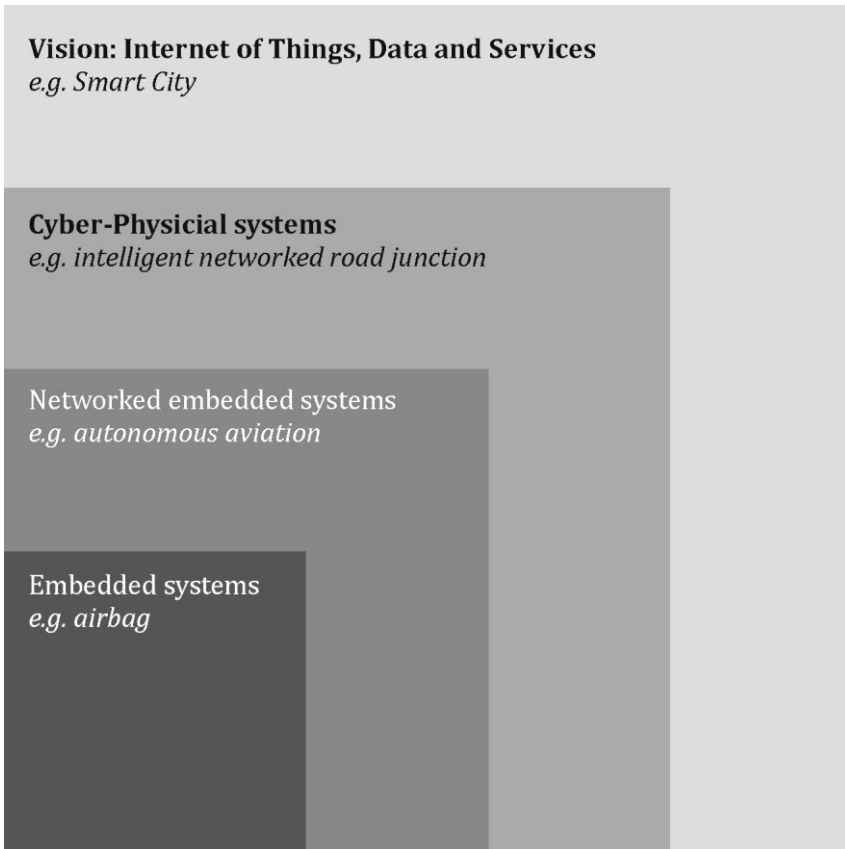 Vision: Internet of Things, Data and Services
e.g. Smart City
Cyber-Physicial systems
e.g. intelligent networked road junction
Networked embedded systems
e.g. autonomous aviation
Embedded systems
e.g. airbag